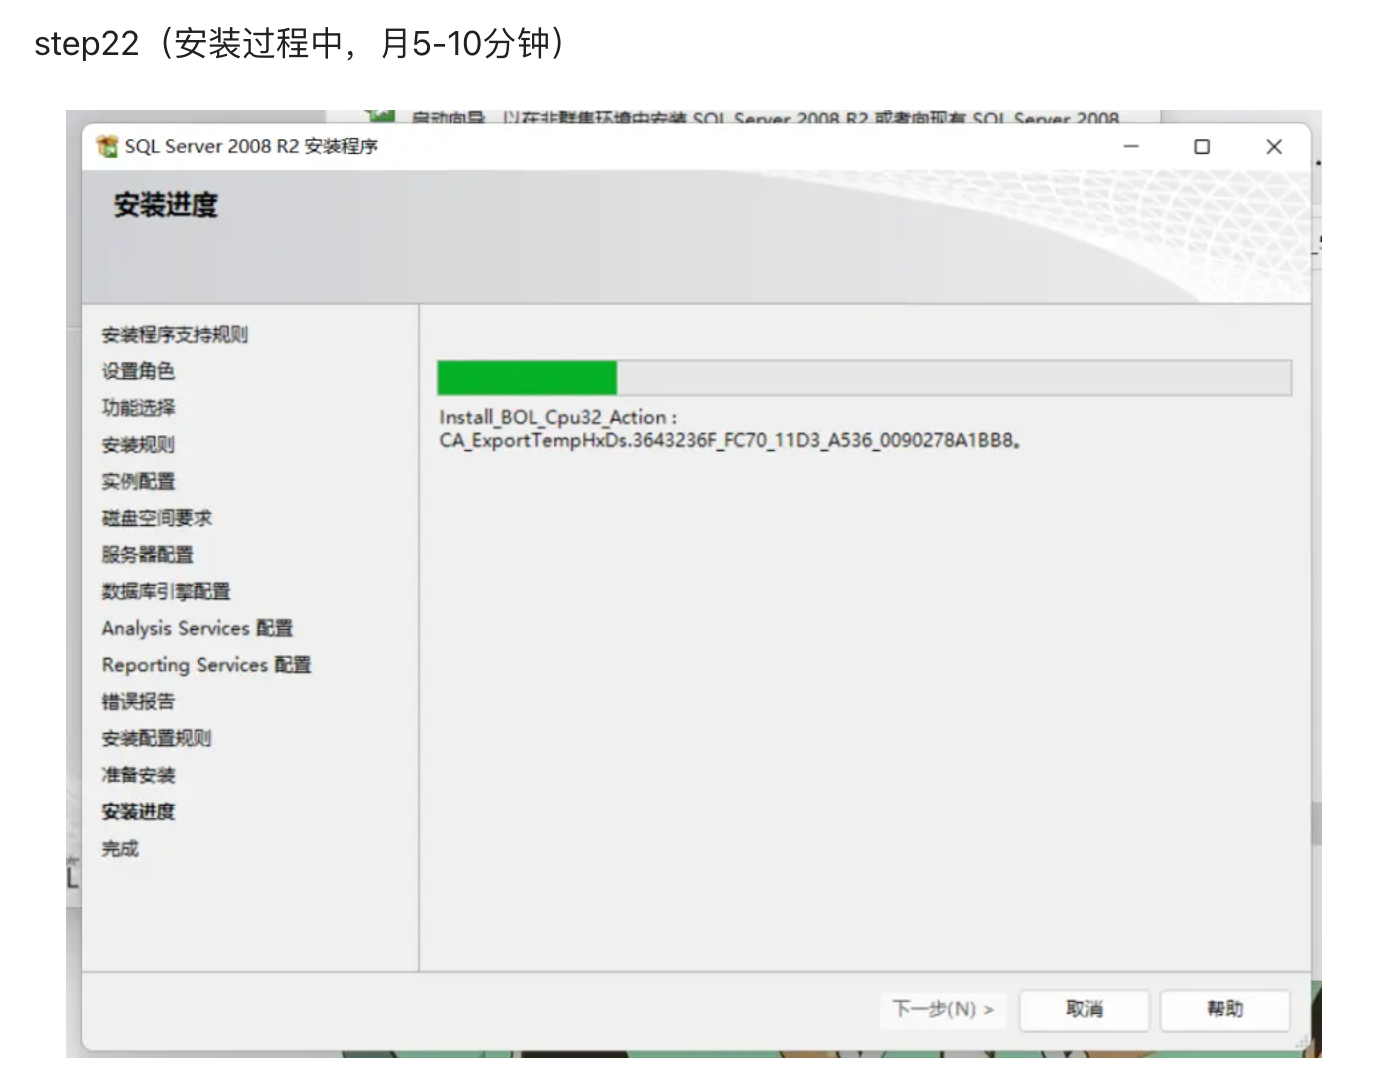 step22（安装过程中，月5-10分钟）
启动向导，以在非群集环境中安装 SQL Server 2008 R2 或者向现有 SQL Server 2008
SQL Server 2008 R2 安装程序
安装进度
安装程序支持规则
设置角色
功能选择
安装规则
实例配置
磁盘空间要求
服务器配置
数据库引擎配置
Analysis Services 配置
Reporting Services 配置
错误报告
安装配置规则
准备安装
安装进度
完成
Install_BOL_Cpu32_Action :
CA_ExportTempHxDs.3643236F_FC70_11D3_A536_0090278A1BB8。
下一步(N) >
取消
帮助